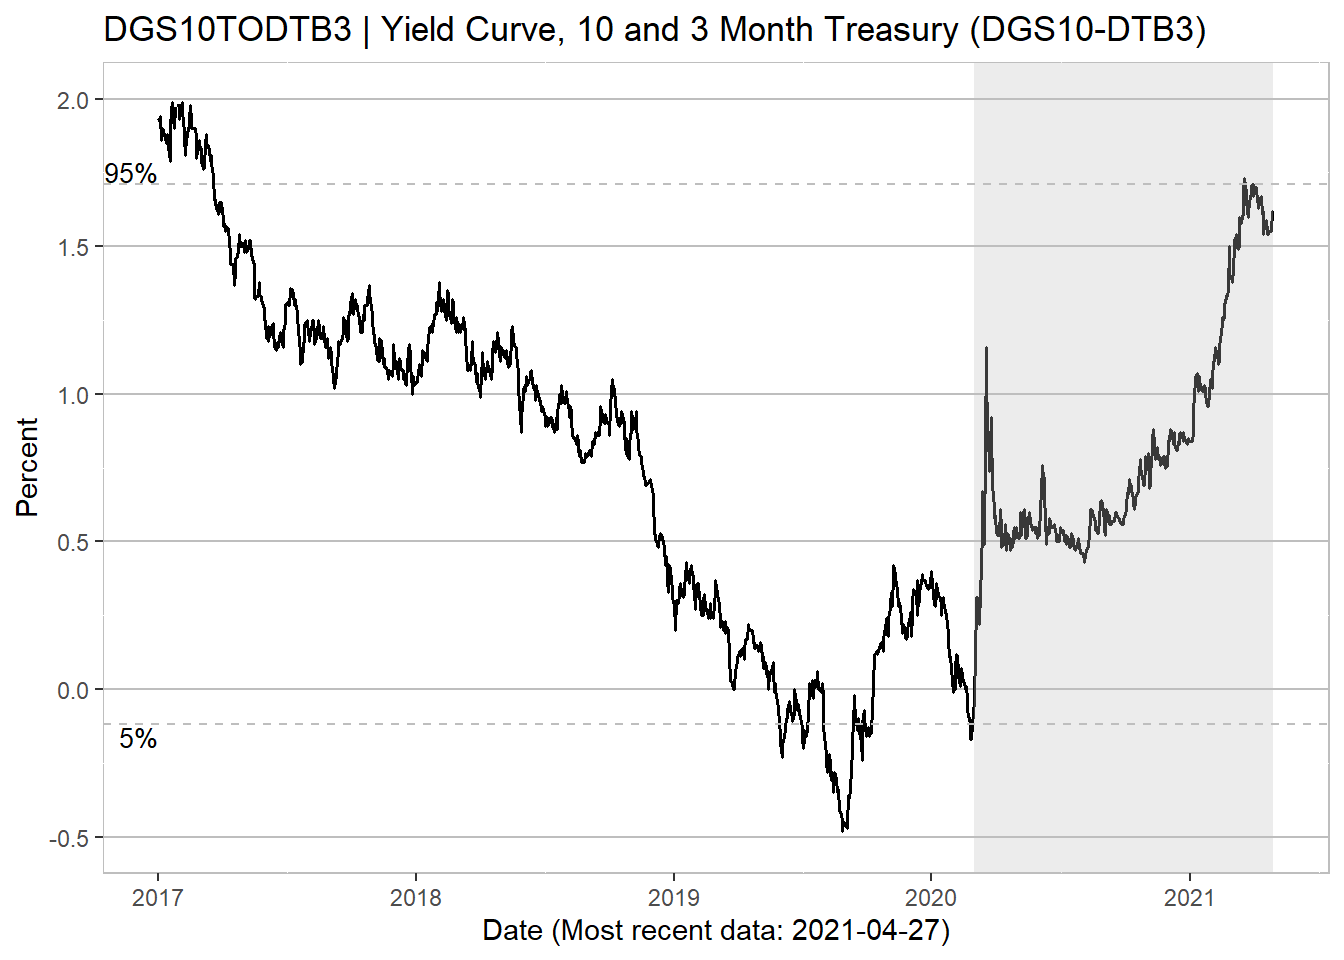 DGS10TODTB3 | Yield Curve, 10 and 3 Month Treasury (DGS10-DTB3)
Percent
2.0
95%
1.5
1.0
0.5
0.0
5%
-0.5
2017 2018 2019 2020 2021
Date (Most recent data: 2021-04-27)